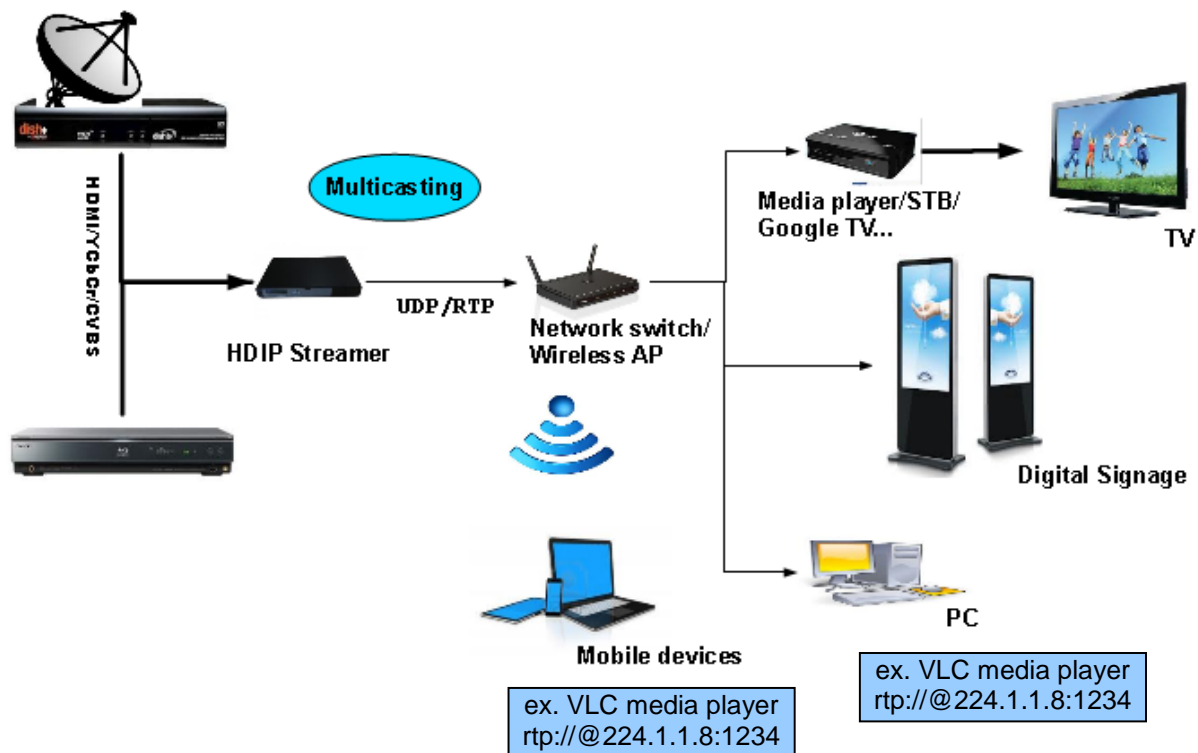 dish
Multicasting
HDMI/YCbCr/CVBS
UDP/RTP
HDIP Streamer
Network switch/
Wireless AP
Media player/STB/
Google TV...
TV
Digital Signage
Mobile devices
PC
ex. VLC media player
rtp://@224.1.1.8:1234
ex. VLC media player
rtp://@224.1.1.8:1234